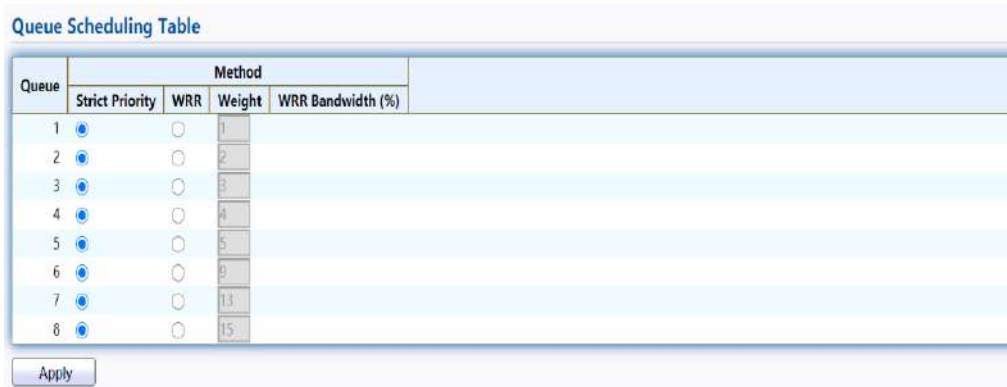 Queue Scheduling Table
Queue Method
Strict Priority WRR Weight WRR Bandwidth (%)
1 1
2 2
3 3
4 4
5 5
6 9
7 13
8 15
Apply